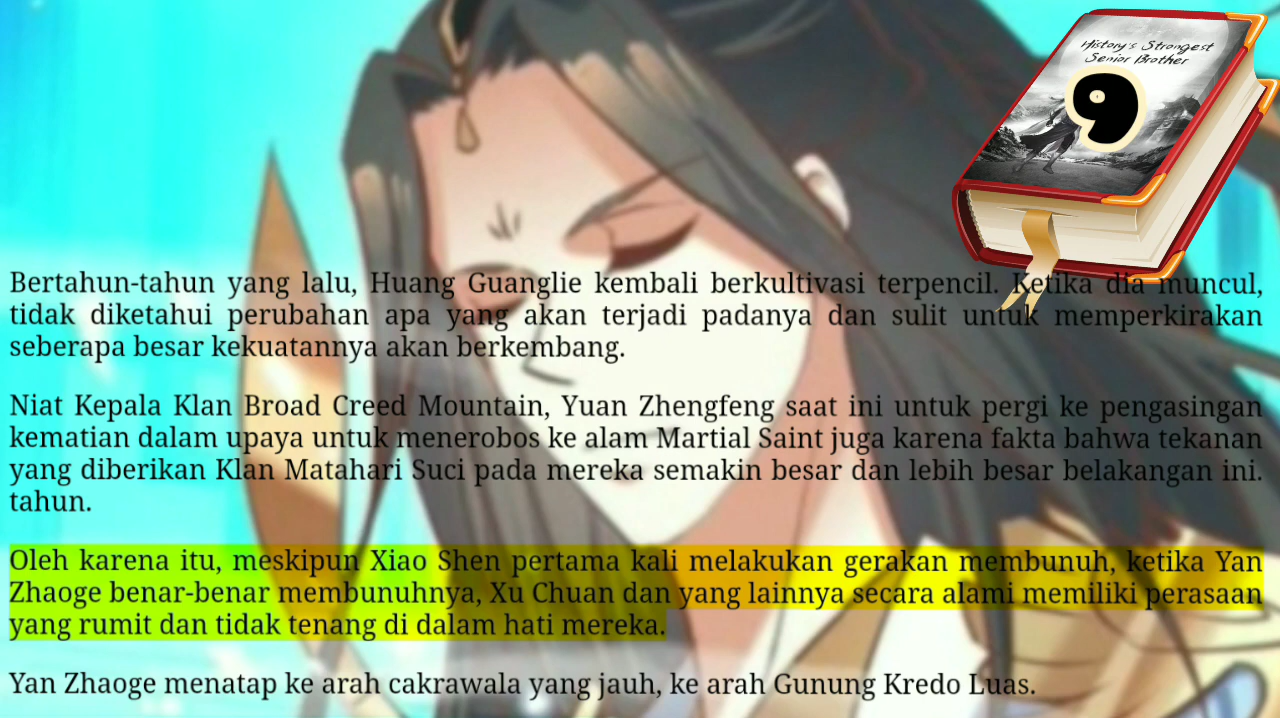 History's Strongest
Senior Brother
9
Bertahun-tahun yang lalu, Huang Guanglie kembali berkultivasi terpencil. Ketika dia muncul,
tidak diketahui perubahan apa yang akan terjadi padanya dan sulit untuk memperkirakan
seberapa besar kekuatannya akan berkembang.
Niat Kepala Klan Broad Creed Mountain, Yuan Zhengfeng saat ini untuk pergi ke pengasingan
kematian dalam upaya untuk menerobos ke alam Martial Saint juga karena fakta bahwa tekanan
yang diberikan Klan Matahari Suci pada mereka semakin besar dan lebih besar belakangan ini.
tahun.
Oleh karena itu, meskipun Xiao Shen pertama kali melakukan gerakan membunuh, ketika Yan
Zhaoge benar-benar membunuhnya, Xu Chuan dan yang lainnya secara alami memiliki perasaan
yang rumit dan tidak tenang di dalam hati mereka.
Yan Zhaoge menatap ke arah cakrawala yang jauh, ke arah Gunung Kredo Luas.